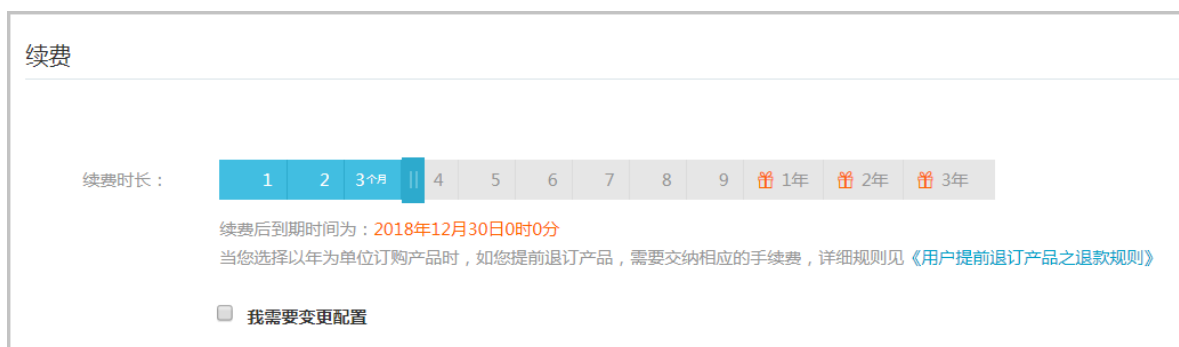 续费
续费时长： 1 2 3个月 4 5 6 7 8 9 1年 2年 3年
续费后到期时间为：2018年12月30日0时0分
当您选择以年为单位订购产品时，如您提前退订产品，需要交纳相应的手续费，详细规则见《用户提前退订产品之退款规则》
我需要变更配置